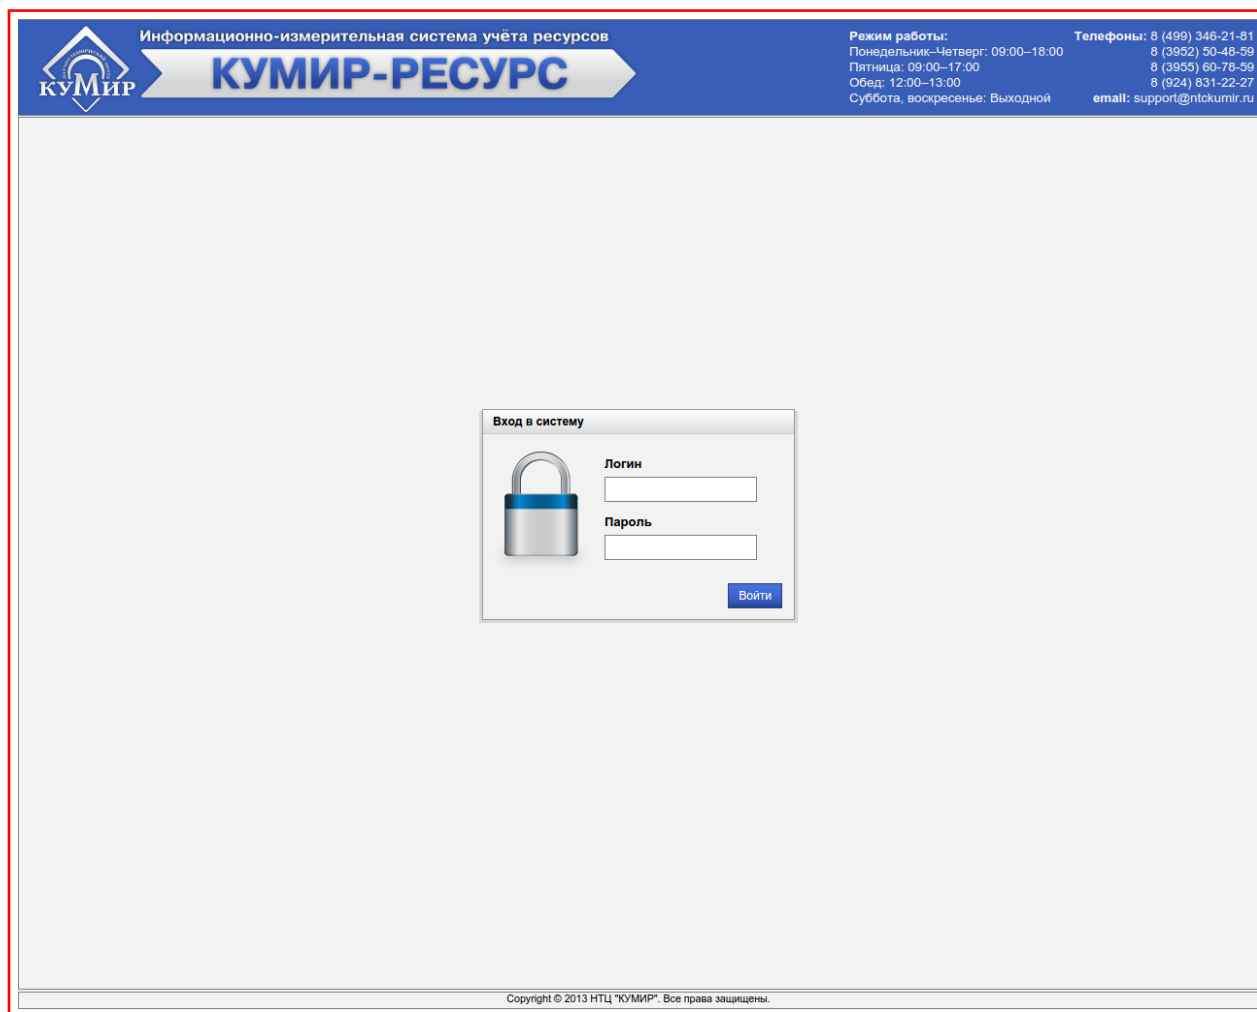 Информационно-измерительная система учёта ресурсов
КУМИР-РЕСУРС
КУМИР
Режим работы:
Понедельник–Четверг: 09:00–18:00
Пятница: 09:00–17:00
Обед: 12:00–13:00
Суббота, воскресенье: Выходной
Телефоны: 8 (499) 346-21-81
8 (3952) 50-48-59
8 (3955) 60-78-59
8 (924) 831-22-27
email: support@ntckumir.ru
Вход в систему
Логин
Пароль
Войти
Copyright © 2013 НТЦ "КУМИР". Все права защищены.